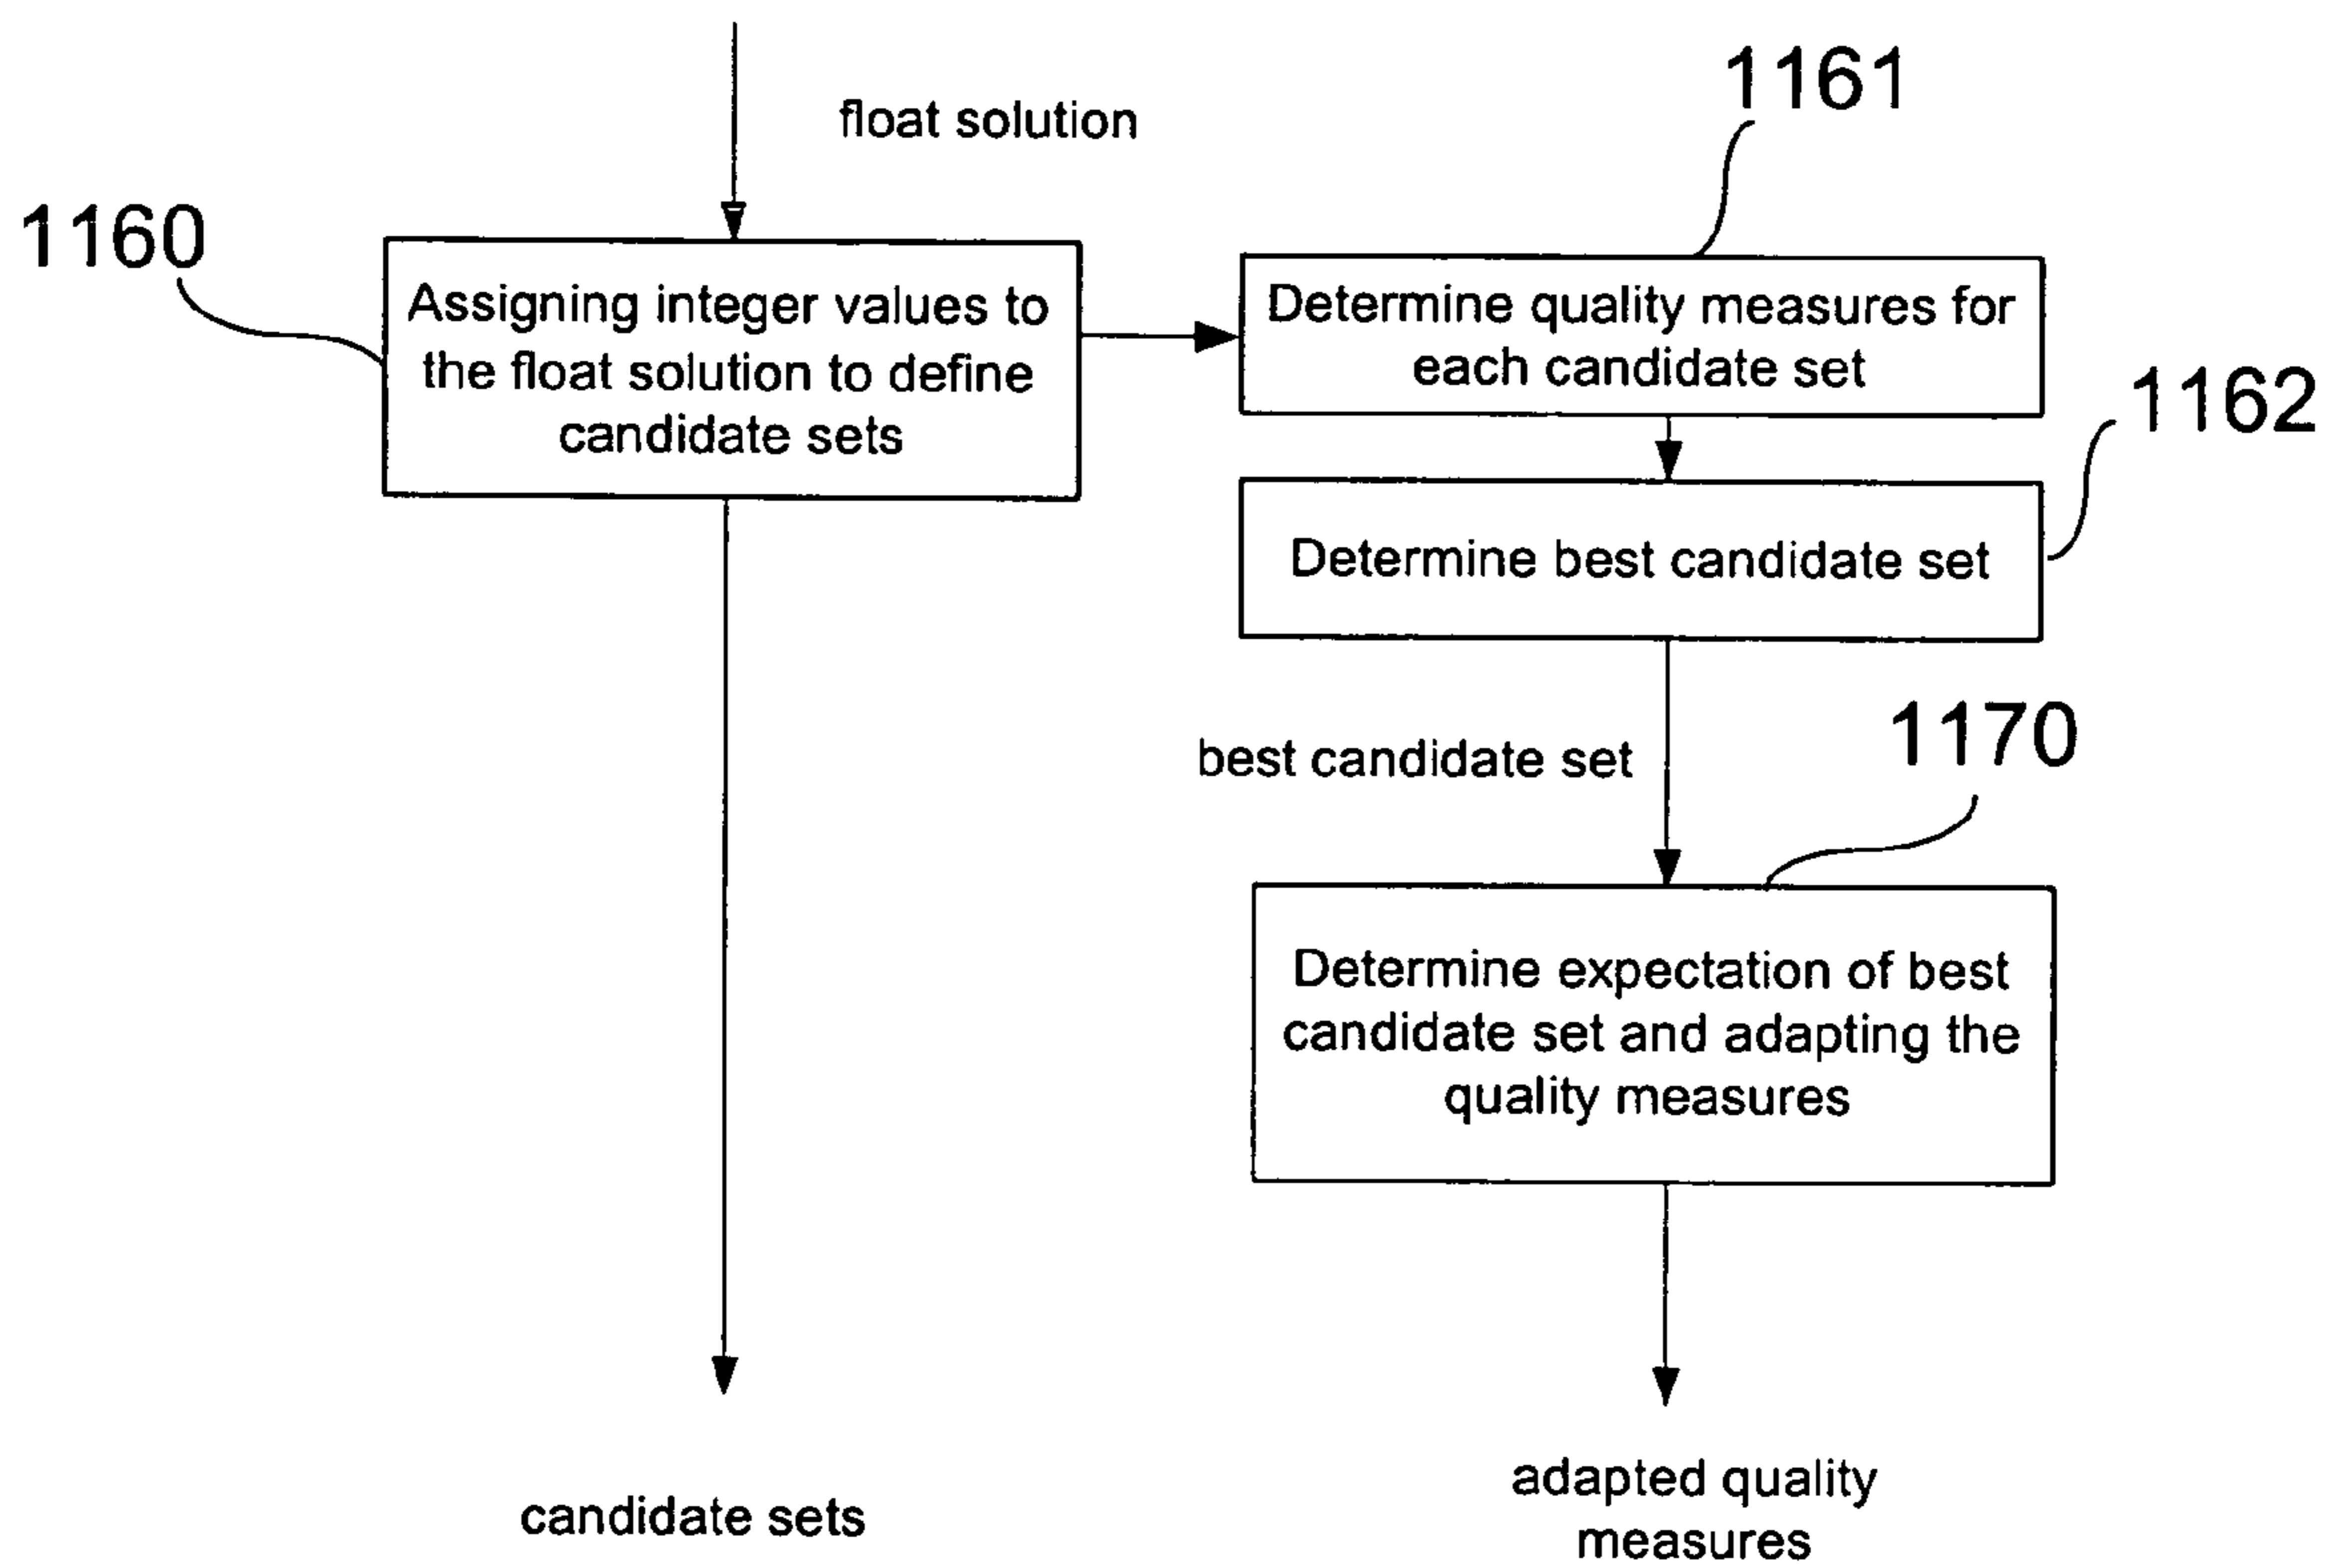 float solution
1160
Assigning integer values to
the float solution to define
candidate sets
1161
Determine quality measures for
each candidate set
1162
Determine best candidate set
best candidate set
1170
Determine expectation of best
candidate set and adapting the
quality measures
candidate sets
adapted quality
measures